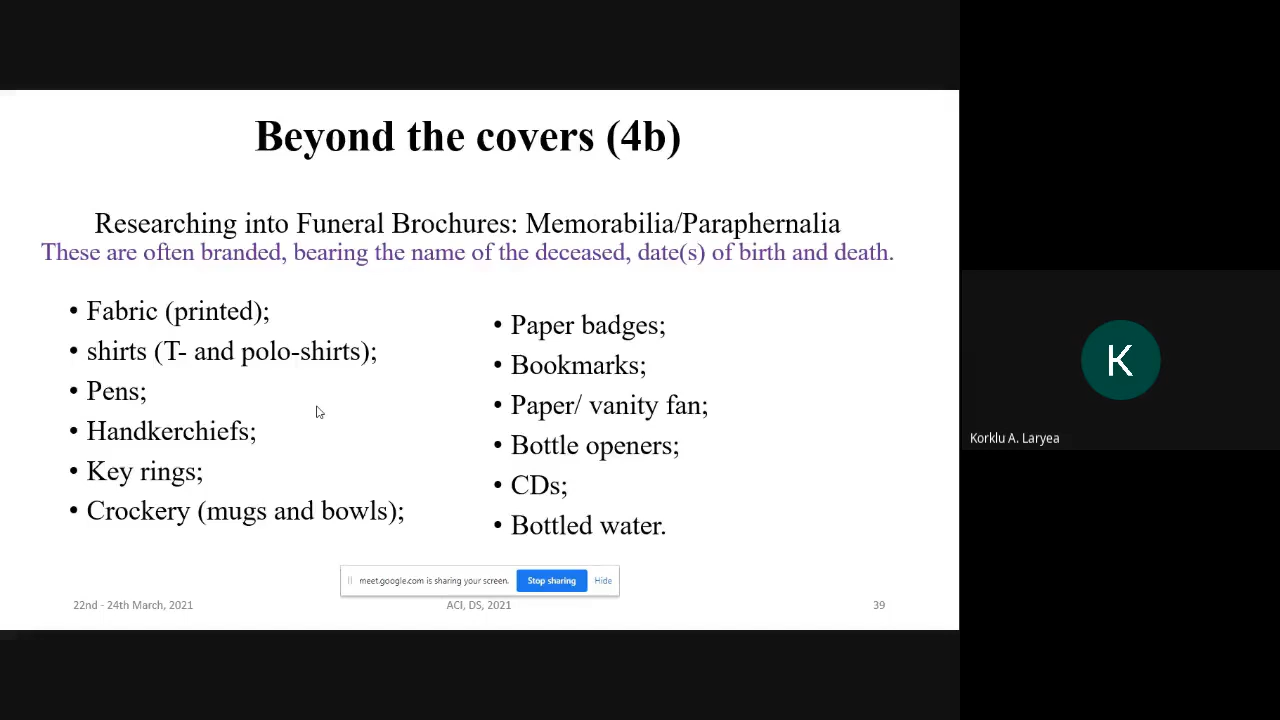 Beyond the covers (4b)
Researching into Funeral Brochures: Memorabilia/Paraphernalia
These are often branded, bearing the name of the deceased, date(s) of birth and death.
• Fabric (printed);
• shirts (T- and polo-shirts);
• Pens;
• Handkerchiefs;
• Key rings;
• Crockery (mugs and bowls);
• Paper badges;
• Bookmarks;
• Paper/ vanity fan;
• Bottle openers;
• CDs;
• Bottled water.
meet.google.com is sharing your screen. Stop sharing Hide
22nd - 24th March, 2021 ACI, DS, 2021 39
K
Korklu A. Laryea